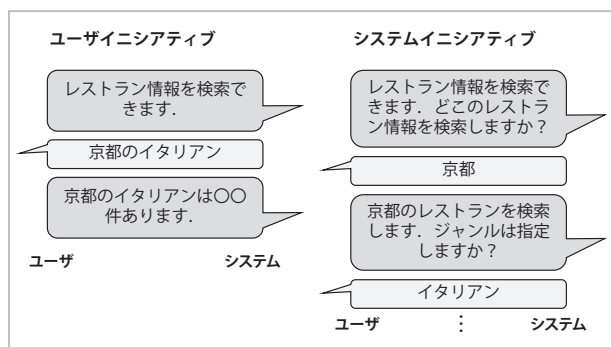 ユーザイニシアティブ
レストラン情報を検索で
きます．
京都のイタリアン
京都のイタリアンは〇〇
件あります．
ユーザ
システム
システムイニシアティブ
レストラン情報を検索で
きます．どこのレストラ
ン情報を検索しますか？
京都
京都のレストランを検索
します．ジャンルは指定
しますか？
イタリアン
ユーザ
⋮
システム